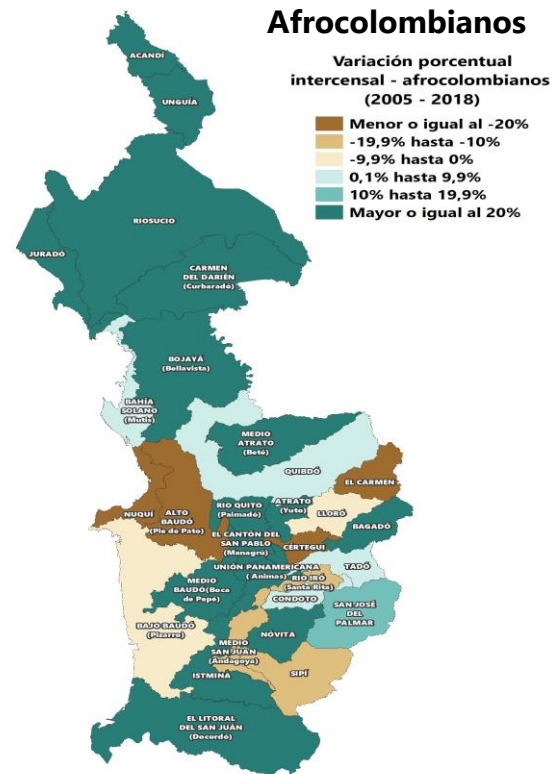 Afrocolombianos
Variación porcentual
intercensal - afrocolombianos
(2005 - 2018)
Menor o igual al -20%
-19,9% hasta -10%
-9,9% hasta 0%
0,1% hasta 9,9%
10% hasta 19,9%
Mayor o igual al 20%
ACANDÍ
UNGUÍA
RIOSUCIO
JURADÓ
CARMEN
DEL DARIÉN
(Curbaradó)
BOJAYÁ
(Bellavista)
BAHÍA
SOLANO
(Mutis)
MEDIO
ATRATO
(Beté)
QUIBDÓ
EL CARMEN
NUQUÍ
ALTO
BAUDÓ
(Pie de Pato)
RIO QUITO
(Paimadó)
ATRATO
(Yuto)
LLORÓ
BAGADÓ
EL CANTÓN DEL
SAN PABLO
(Managrú)
CÉRTEGUI
UNIÓN PANAMERICANA
(Animas)
TADÓ
RIO IRÓ
(Santa Rita)
MEDIO
BAUDÓ(Boca
de Pepé)
CONDOTO
SAN JOSÉ
DEL
PALMAR
BAJO BAUDÓ
(Pizarro)
NÓVITA
MEDIO
SAN JUÁN
(Andagoya)
SIPÍ
ISTMINA
EL LITORAL
DEL SAN JUÁN
(Docordó)